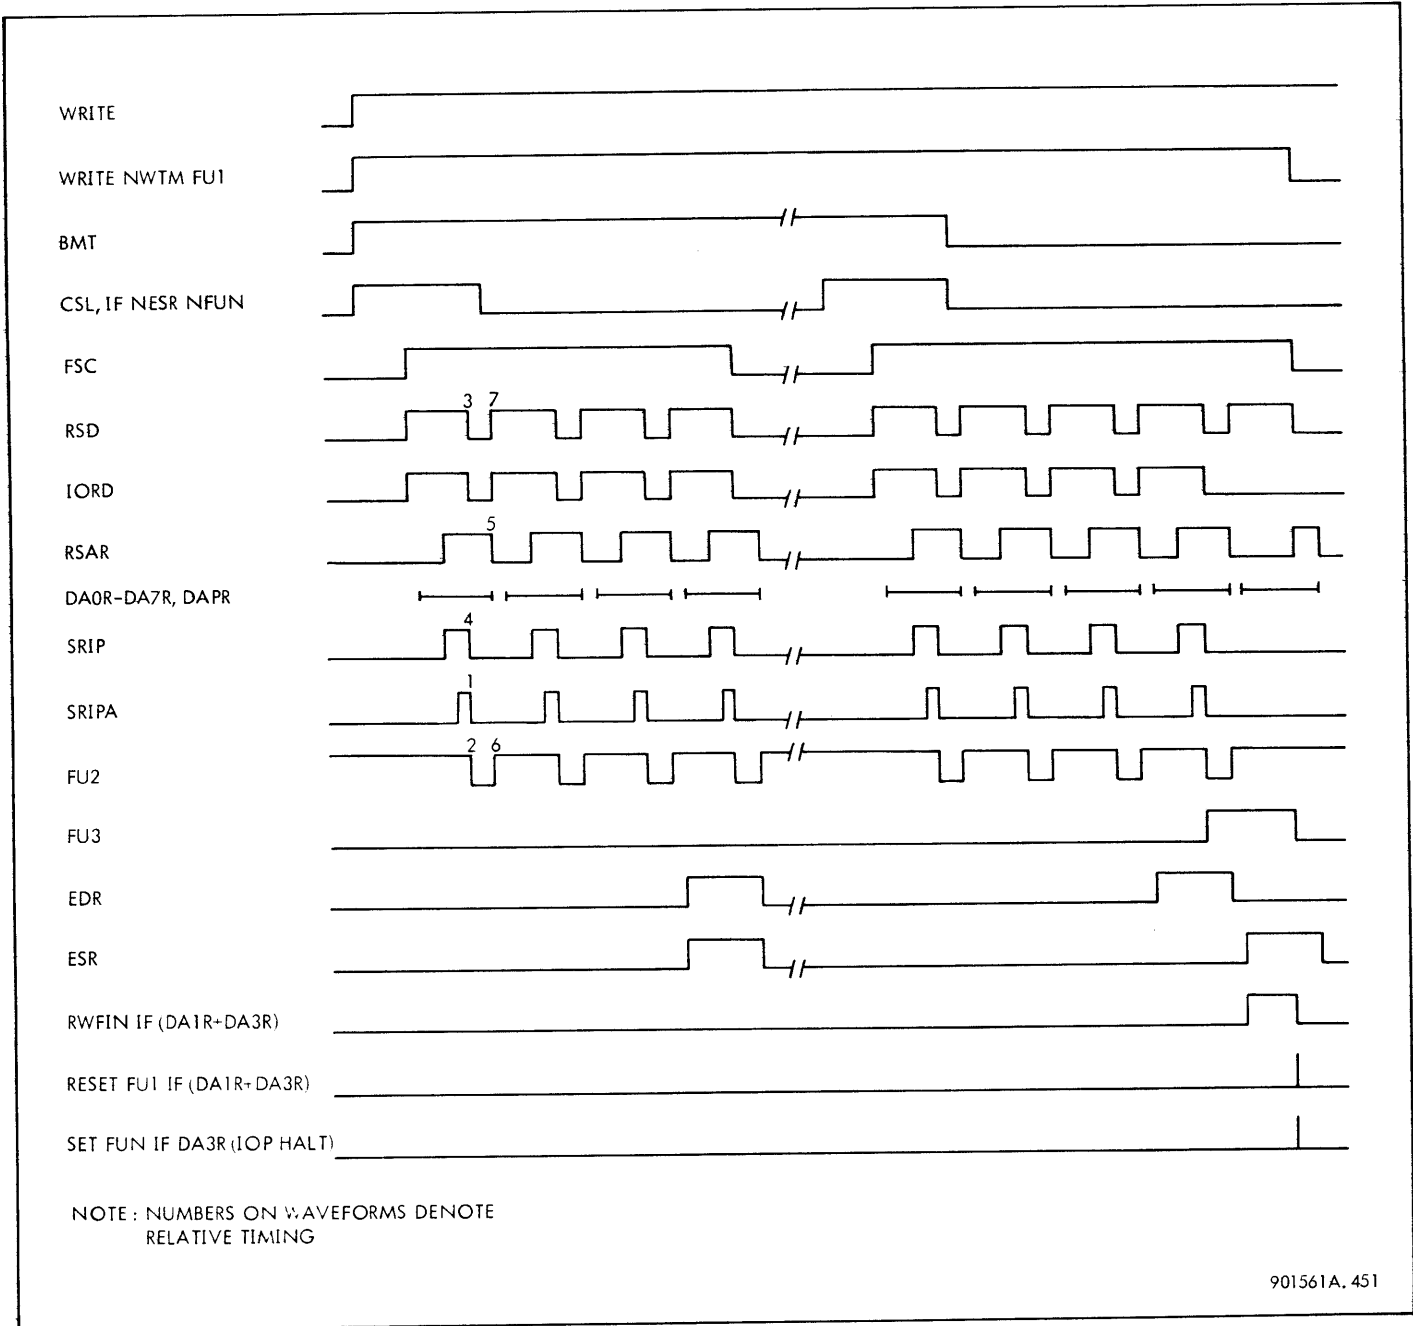 WRITE
WRITE NWTM FU1
BMT
CSL, IF NESR NFUN
FSC
3 7
RSD
IORD
5
RSAR
DA0R-DA7R, DAPR
4
SRIP
1
SRIPA
2 6
FU2
FU3
EDR
ESR
RWFIN IF (DA1R+DA3R)
RESET FU1 IF (DA1R+DA3R)
SET FUN IF DA3R (IOP HALT)
NOTE: NUMBERS ON WAVEFORMS DENOTE
RELATIVE TIMING
901561A.451